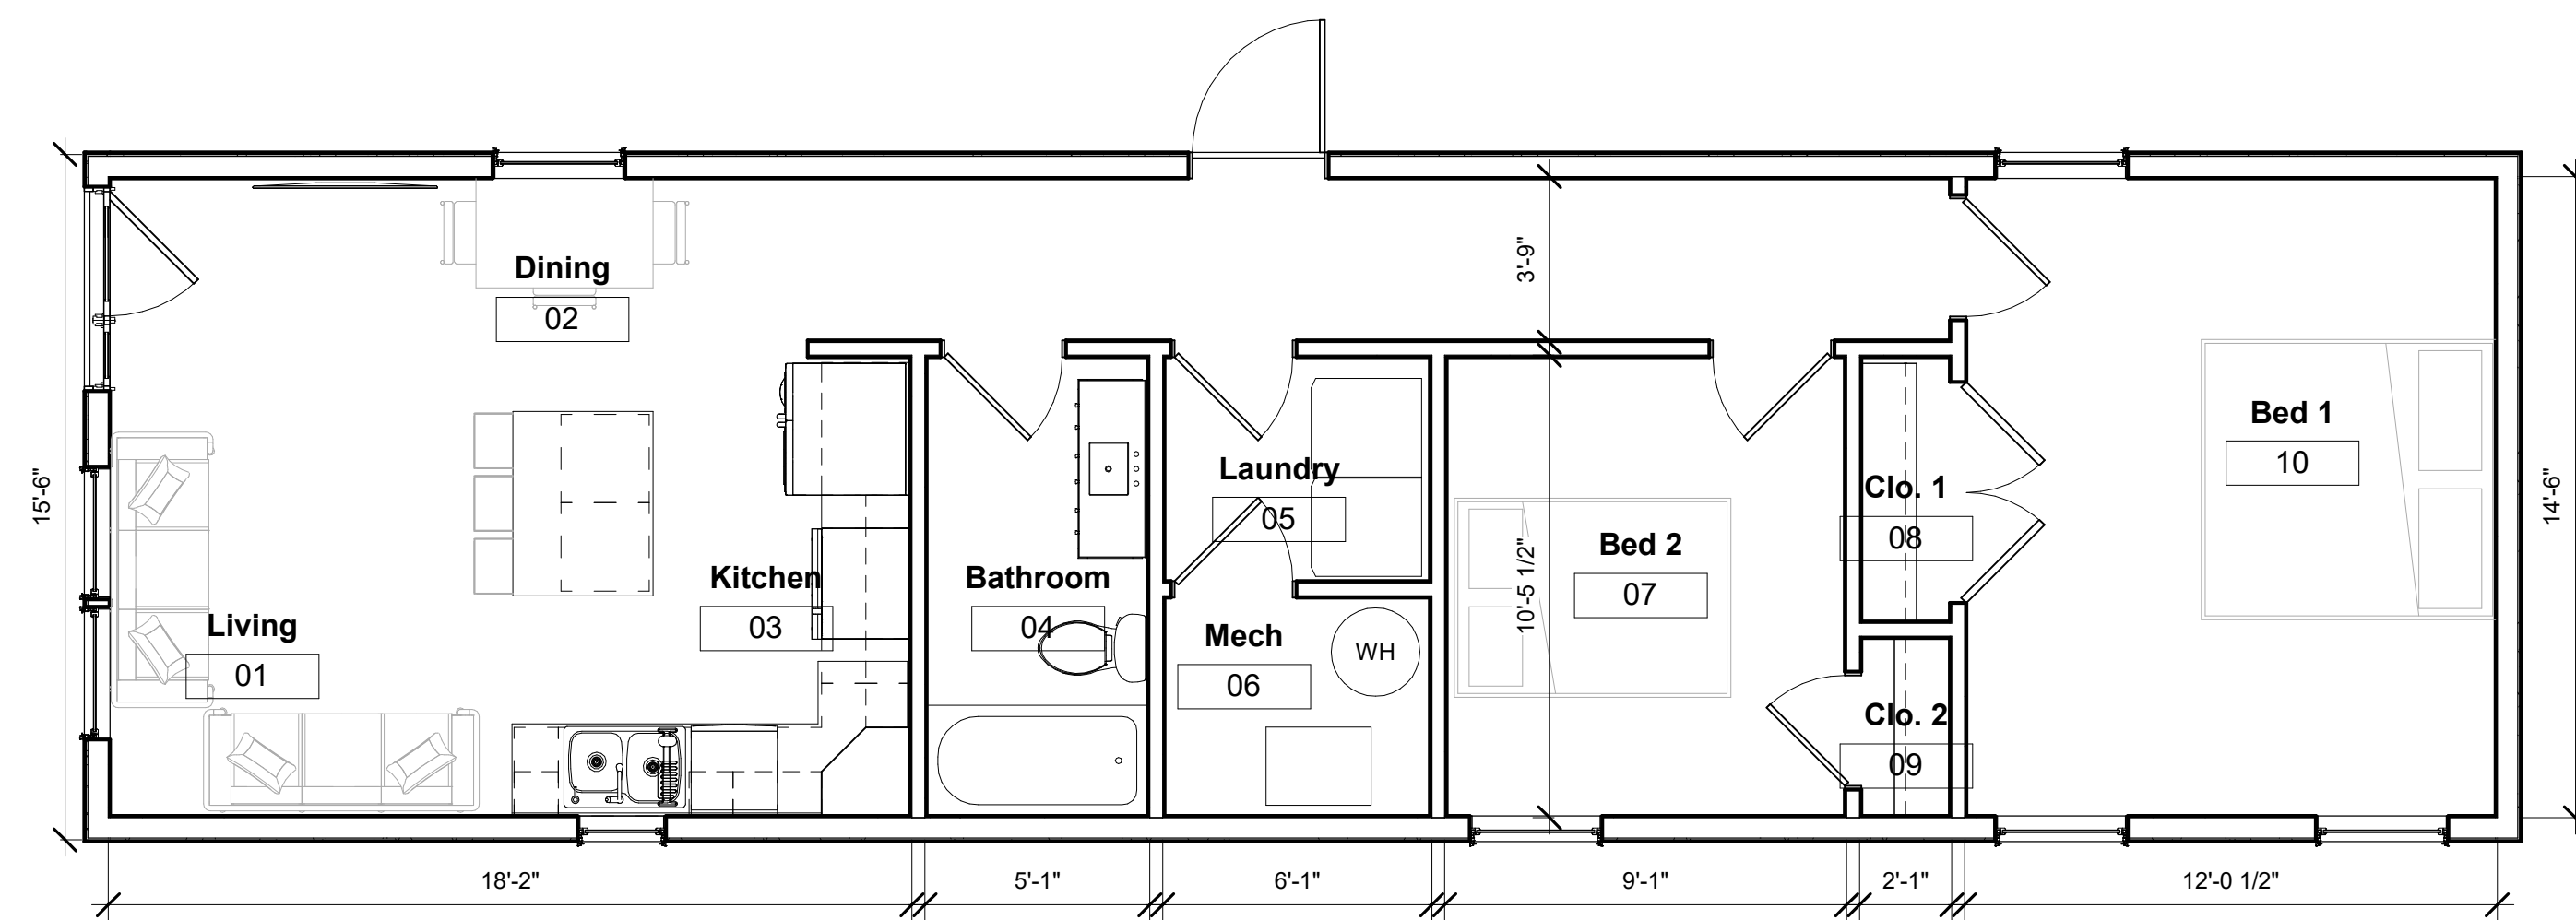 Dining
02
3'-9"
15'-6"
14'-6"
Bed 1
10
Laundry
05
Clo. 1
08
Bed 2
07
10'-5 1/2"
Kitchen
03
Bathroom
04
Living
01
Mech
06
WH
Clo. 2
09
18'-2"
5'-1"
6'-1"
9'-1"
2'-1"
12'-0 1/2"